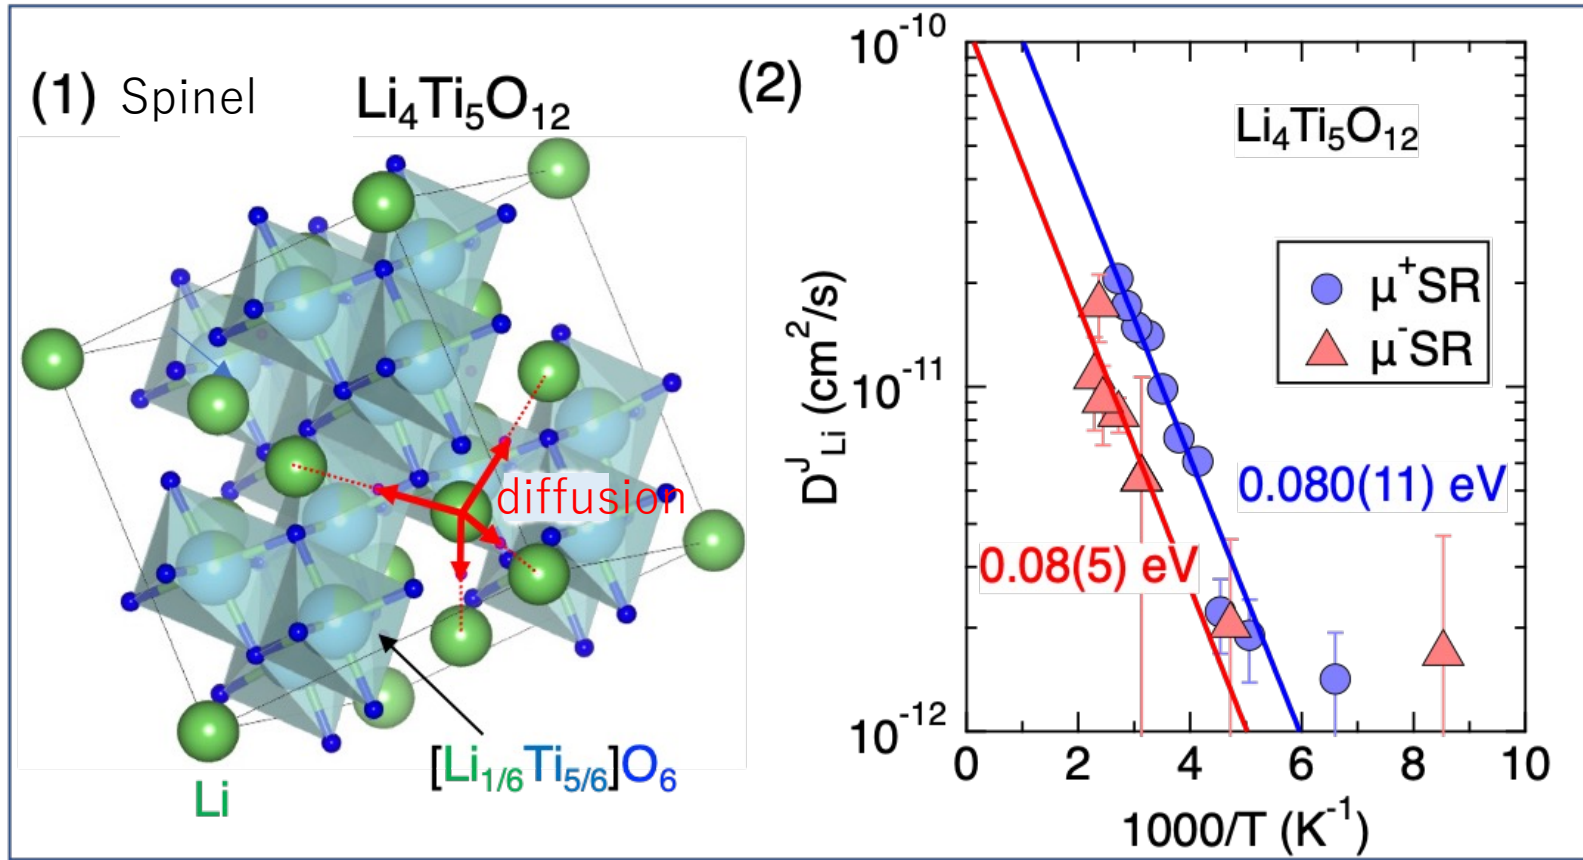 (1) Spinel Li₄Ti₅O₁₂
diffusion
[Li₁/₆Ti₅/₆]O₆
Li
(2)
10⁻¹⁰
10⁻¹¹
10⁻¹²
Dᴶ_Li (cm²/s)
Li₄Ti₅O₁₂
μ⁺SR
μ⁻SR
0.080(11) eV
0.08(5) eV
0 2 4 6 8 10
1000/T (K⁻¹)